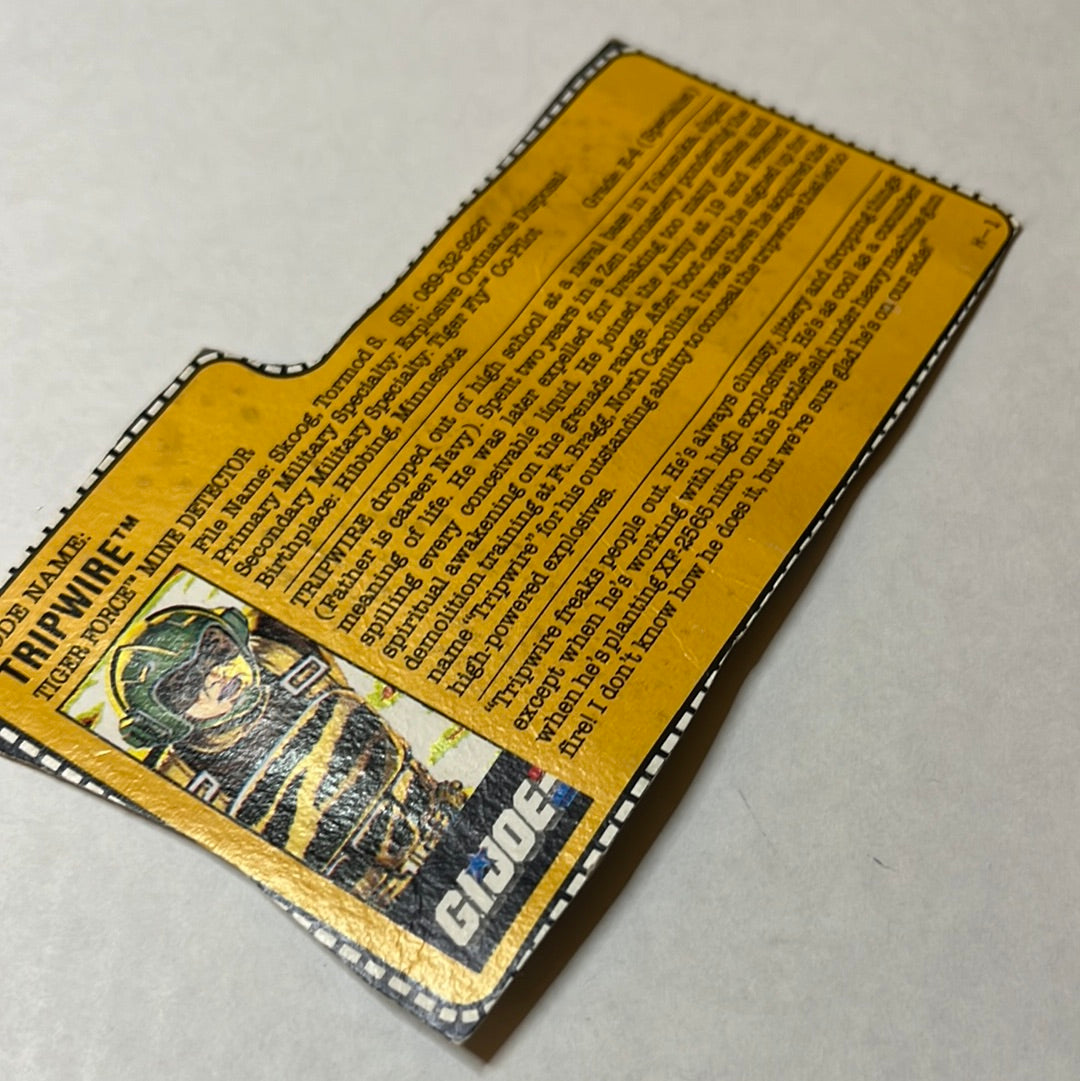 CODE NAME:
TRIPWIRE™
TIGER FORCE™ MINE DETECTOR
File Name: Skoog, Tormod S. SN: 089-32-9227
Primary Military Specialty: Explosive Ordinance Disposal
Secondary Military Specialty: Tiger Fly™ Co-Pilot
Birthplace: Hibbing, Minnesota
Grade: E-4 (Specialist)
TRIPWIRE dropped out of high school at a naval base in Yokosuka, Japan
(Father is career Navy). Spent two years in a Zen monastery pondering the
meaning of life. He was later expelled for breaking too many dishes and
spilling every conceivable liquid. He joined the Army at 19 and received
spiritual awakening on the grenade range. After boot camp he signed up for
demolition training at Ft. Bragg, North Carolina. It was there he acquired the
name "Tripwire" for his outstanding ability to conceal the tripwires that led to
high-powered explosives.
"Tripwire freaks people out. He's always clumsy, jittery and dropping things
except when he's working with high explosives. He's as cool as a cucumber
when he's planting XF-2565 nitro on the battlefield under heavy machine gun
fire! I don't know how he does it, but we're sure glad he's on our side"
H-1
G.I. JOE